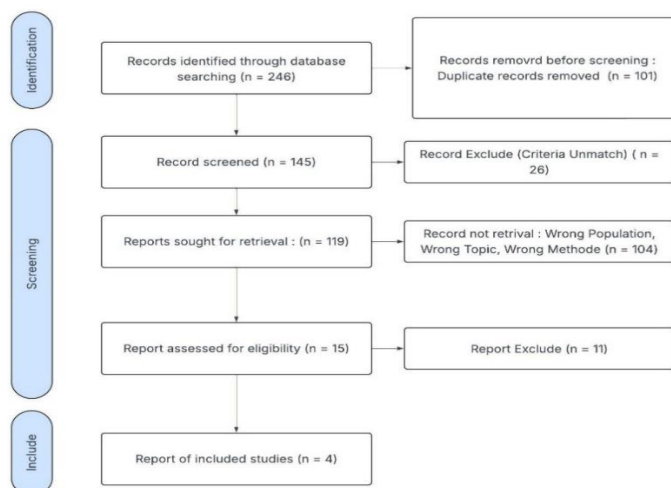 Identification
Records identified through database
searching (n = 246)
Records removrd before screening :
Duplicate records removed (n = 101)
Screening
Record screened (n = 145)
Record Exclude (Criteria Unmatch) ( n =
26)
Reports sought for retrieval : (n = 119)
Record not retrival : Wrong Population,
Wrong Topic, Wrong Methode (n = 104)
Report assessed for eligibility (n = 15)
Report Exclude (n = 11)
Include
Report of included studies (n = 4)